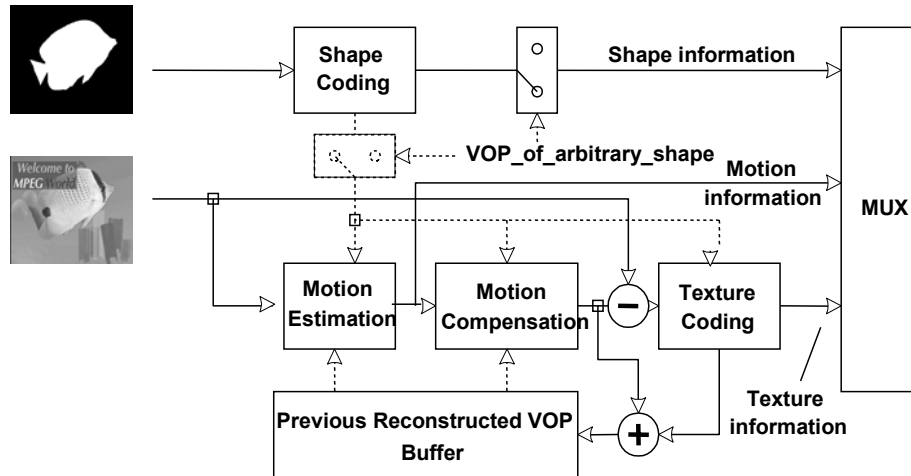 Shape
Coding
Shape information
VOP_of_arbitrary_shape
Welcome to
MPEG World
Motion
information
MUX
Motion
Estimation
Motion
Compensation
−
Texture
Coding
Previous Reconstructed VOP
Buffer
+
Texture
information